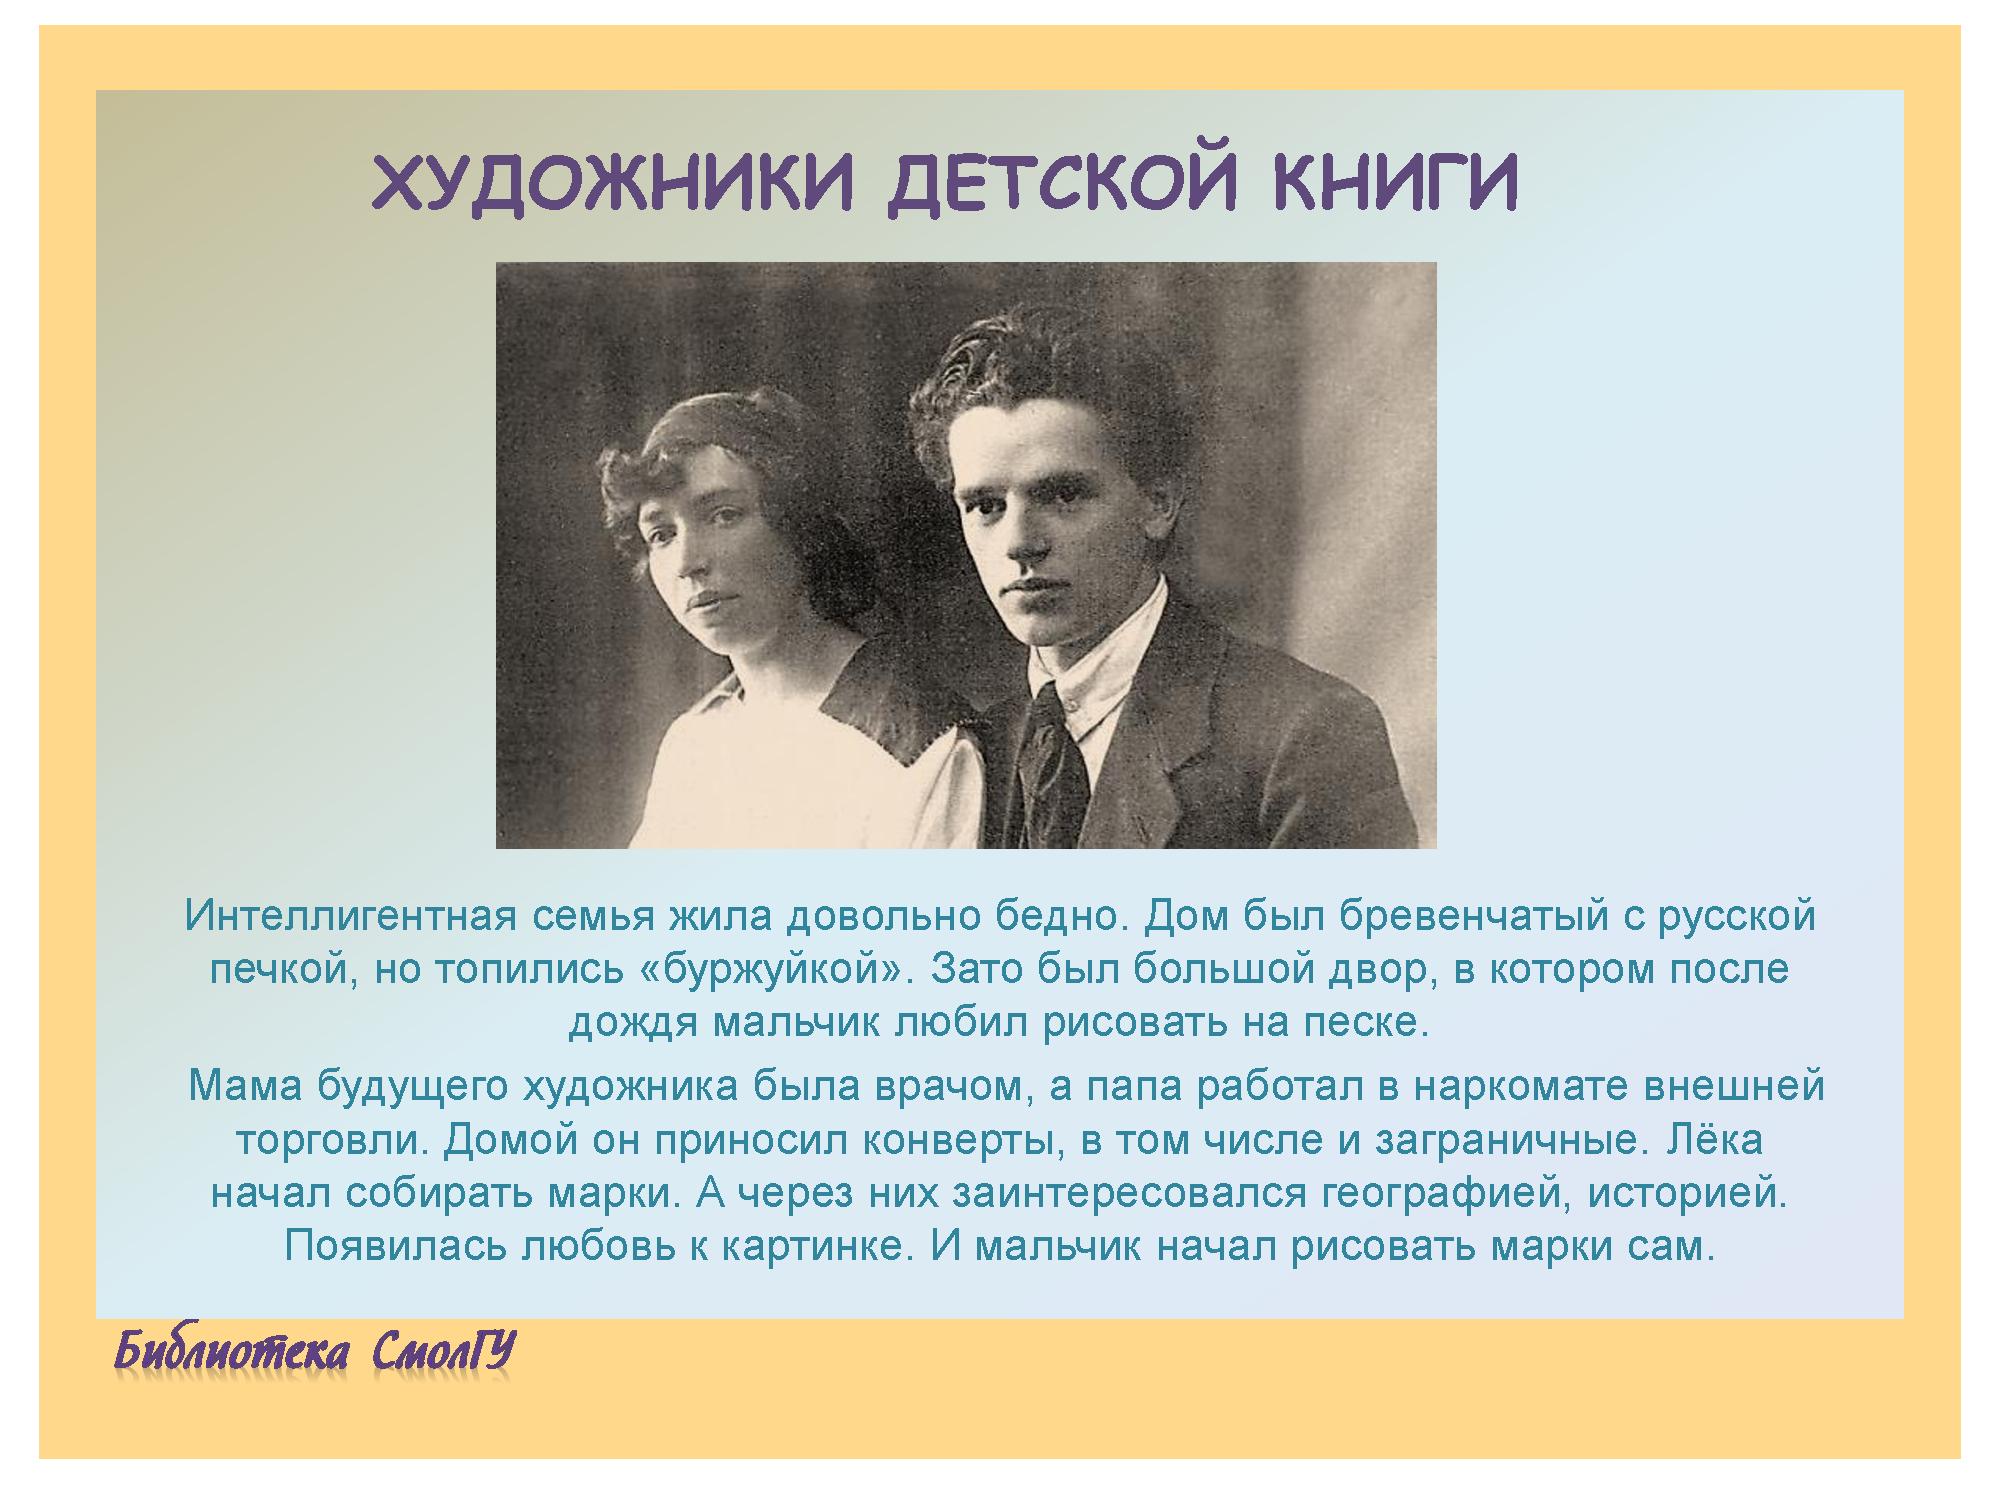 ХУДОЖНИКИ ДЕТСКОЙ КНИГИ
Интеллигентная семья жила довольно бедно. Дом был бревенчатый с русской
печкой, но топились «буржуйкой». Зато был большой двор, в котором после
дождя мальчик любил рисовать на песке.
Мама будущего художника была врачом, а папа работал в наркомате внешней
торговли. Домой он приносил конверты, в том числе и заграничные. Лёка
начал собирать марки. А через них заинтересовался географией, историей.
Появилась любовь к картинке. И мальчик начал рисовать марки сам.
Библиотека СмолГУ